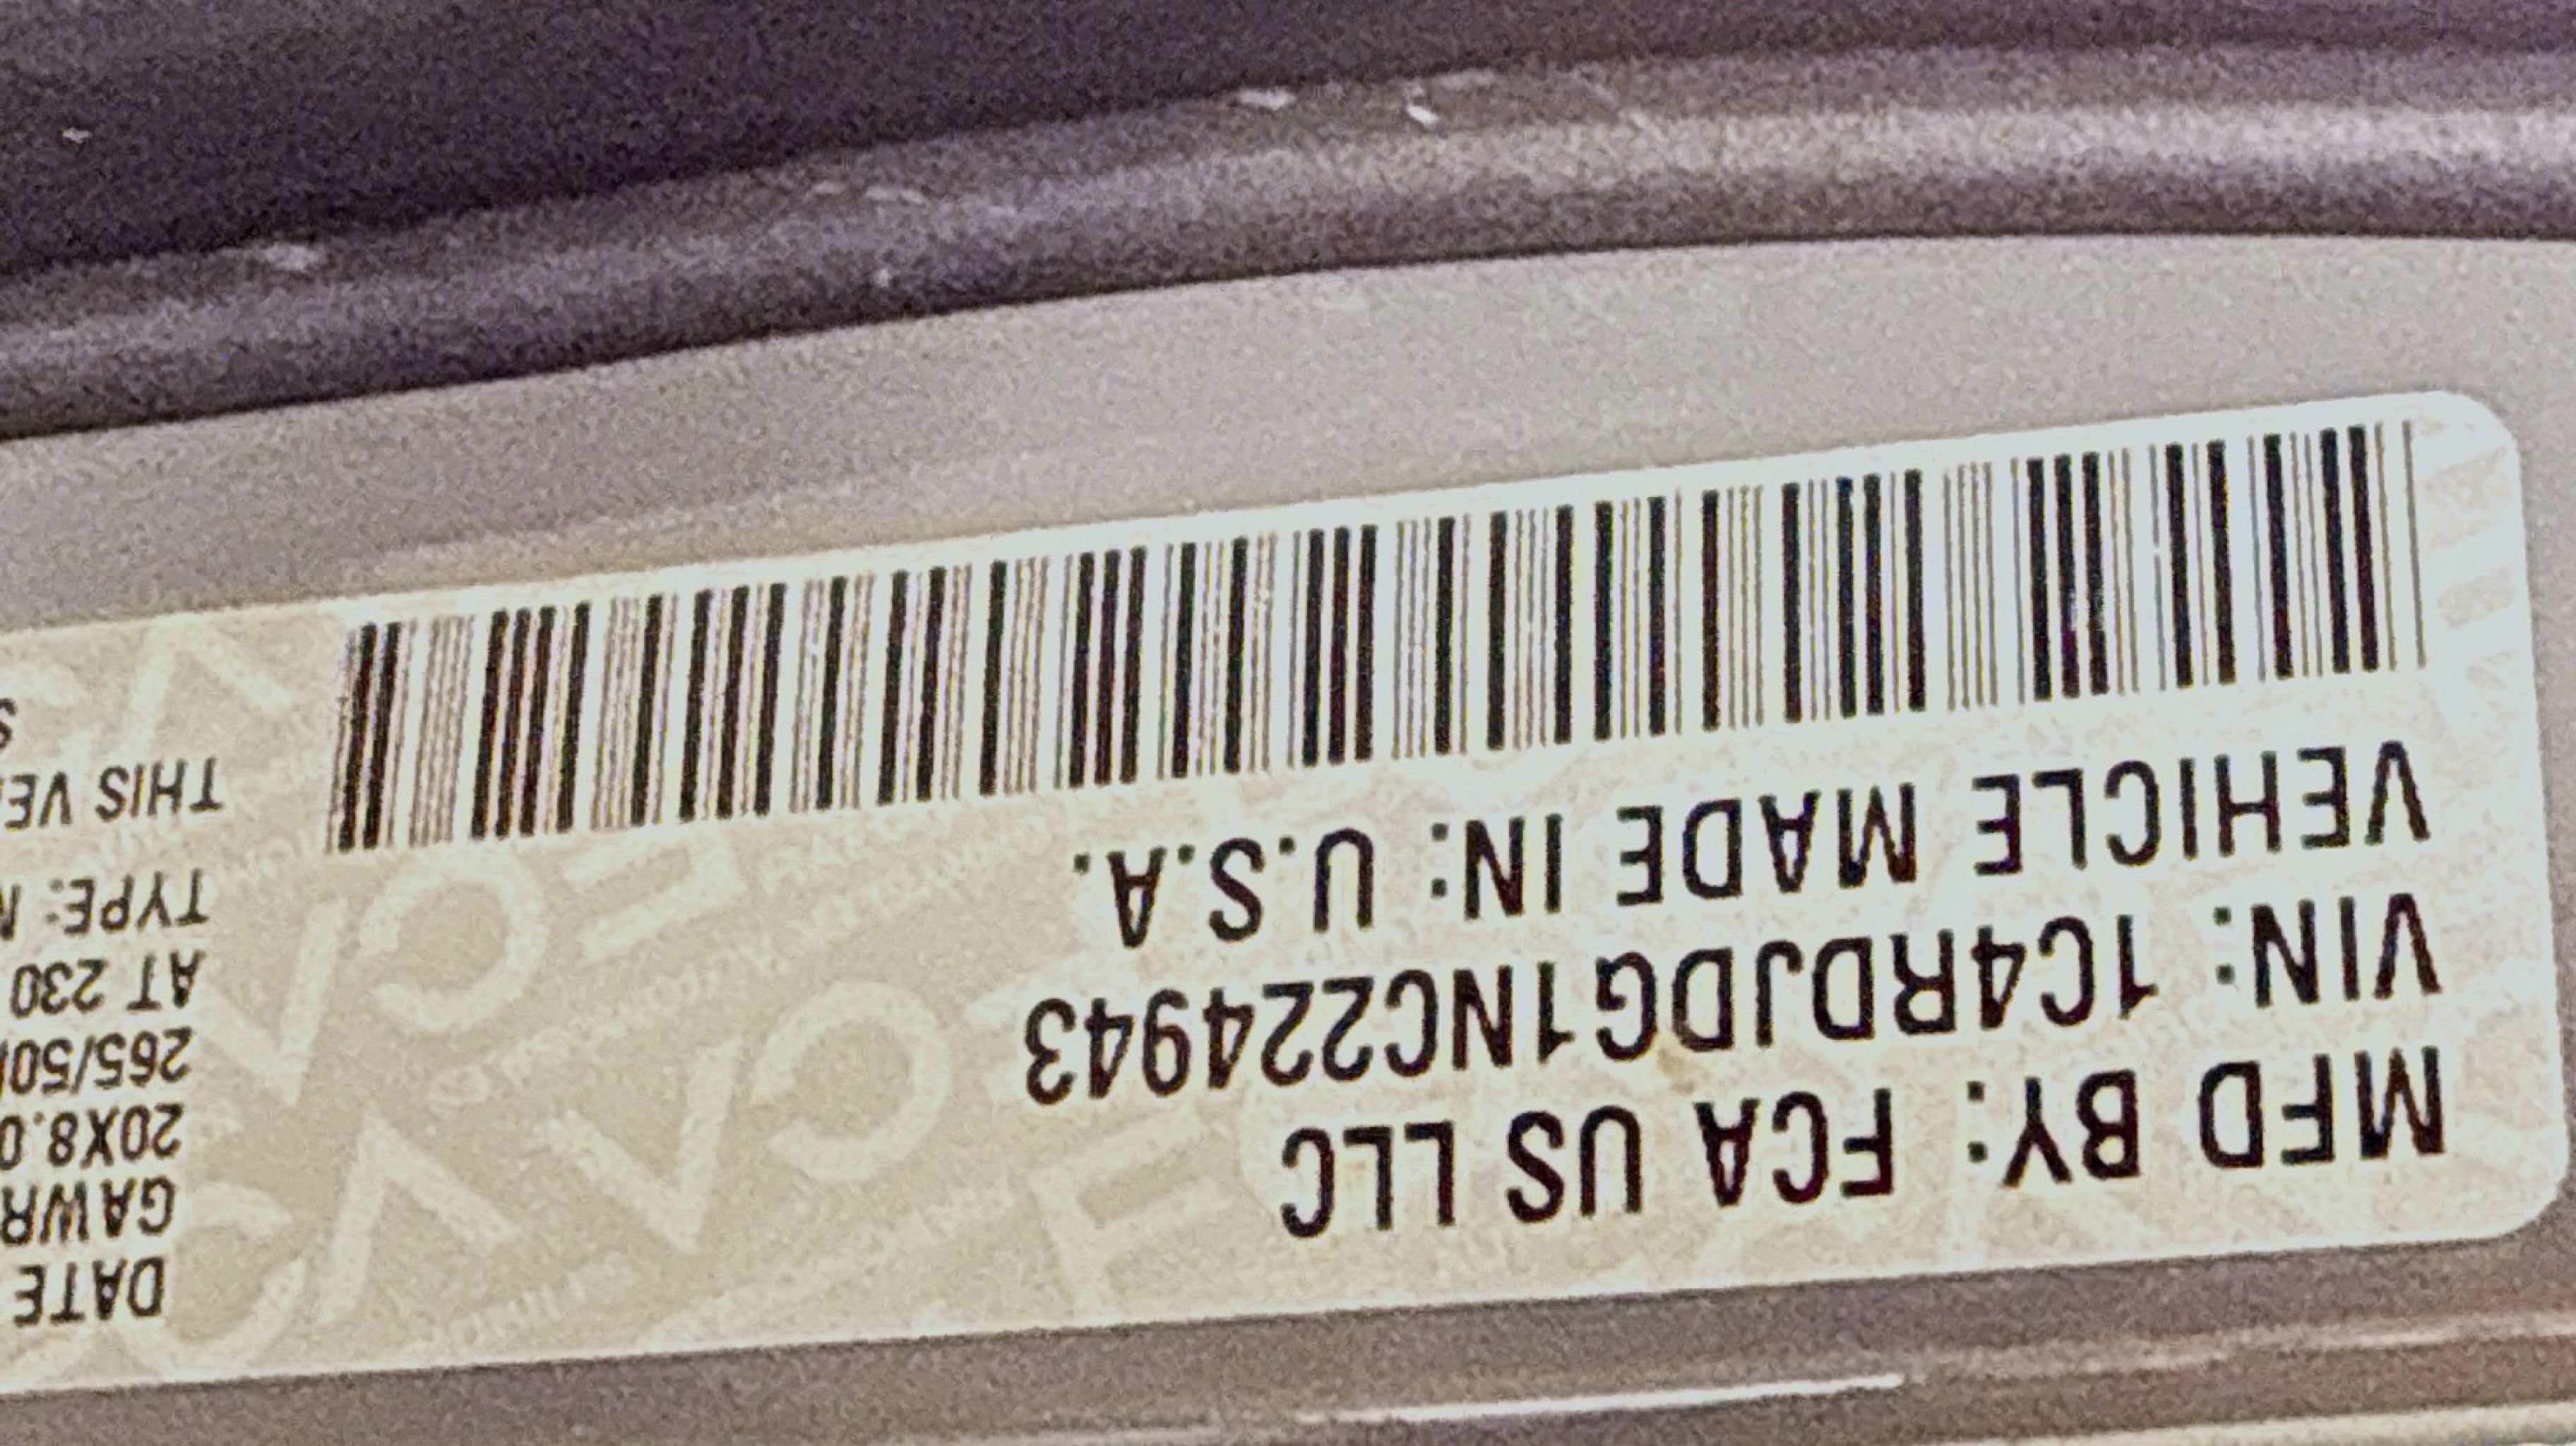 MFD BY: FCA US LLC
VIN: 1C4RDJDG1NC224943
VEHICLE MADE IN: U.S.A.
DATE
GAWR
20X8.0
265/50
AT 230
TYPE:
THIS